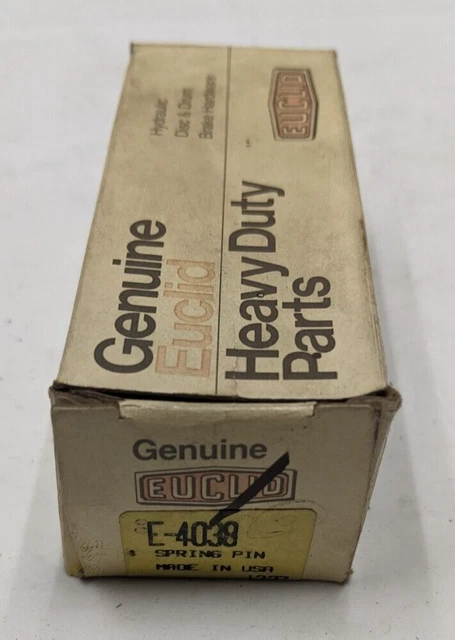 Hydraulic
Disc & Drum
Brake Hardware
EUCLID
Genuine
Euclid
Heavy Duty
Parts
Genuine
EUCLID
E-4038
SPRING PIN
MADE IN USA